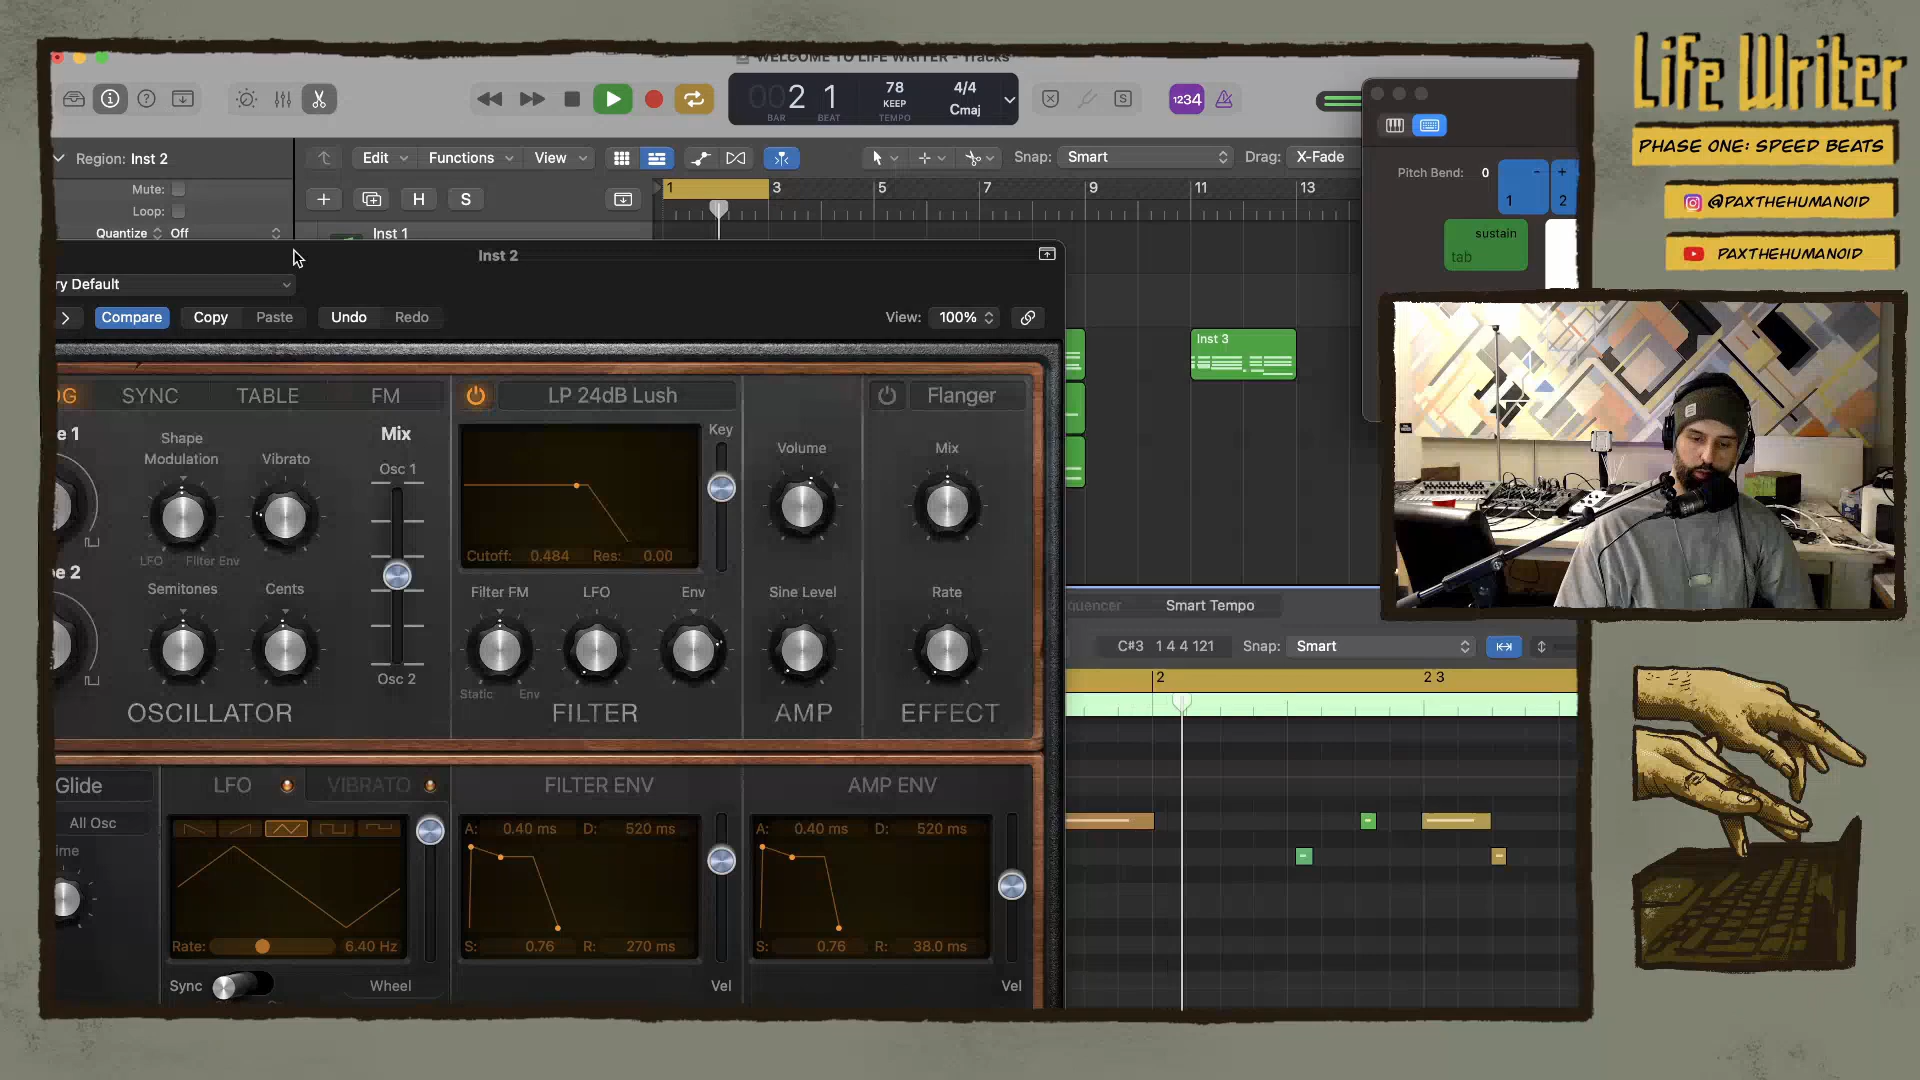 WELCOME TO LIFE WRITER - Tracks
Life Writer
PHASE ONE: SPEED BEATS
@PAXTHEHUMANOID
PAXTHEHUMANOID
002 1
BAR BEAT
78
KEEP
TEMPO
4/4
Cmaj
1234
S
Region: Inst 2
Mute:
Loop:
Quantize Off
Edit Functions View
Snap: Smart
Drag: X-Fade
H S
1 3 5 7 9 11 13
Inst 1
Inst 3
Pitch Bend: 0
- +
1 2
sustain
tab
Inst 2
ry Default
Compare Copy Paste Undo Redo
View: 100%
OG SYNC TABLE FM
e 1
Shape
Modulation
Vibrato
Mix
Osc 1
LFO Filter Env
e 2
Semitones Cents
Osc 2
OSCILLATOR
LP 24dB Lush
Key
Cutoff: 0.484 Res: 0.00
Filter FM LFO Env
Static Env
FILTER
Volume
Sine Level
AMP
Flanger
Mix
Rate
EFFECT
Glide
All Osc
ime
LFO VIBRATO
Rate: 6.40 Hz
Sync
Wheel
FILTER ENV
A: 0.40 ms D: 520 ms
S: 0.76 R: 270 ms
Vel
AMP ENV
A: 0.40 ms D: 520 ms
S: 0.76 R: 38.0 ms
Vel
quencer Smart Tempo
C#3 1 4 4 121 Snap: Smart
2 2 3